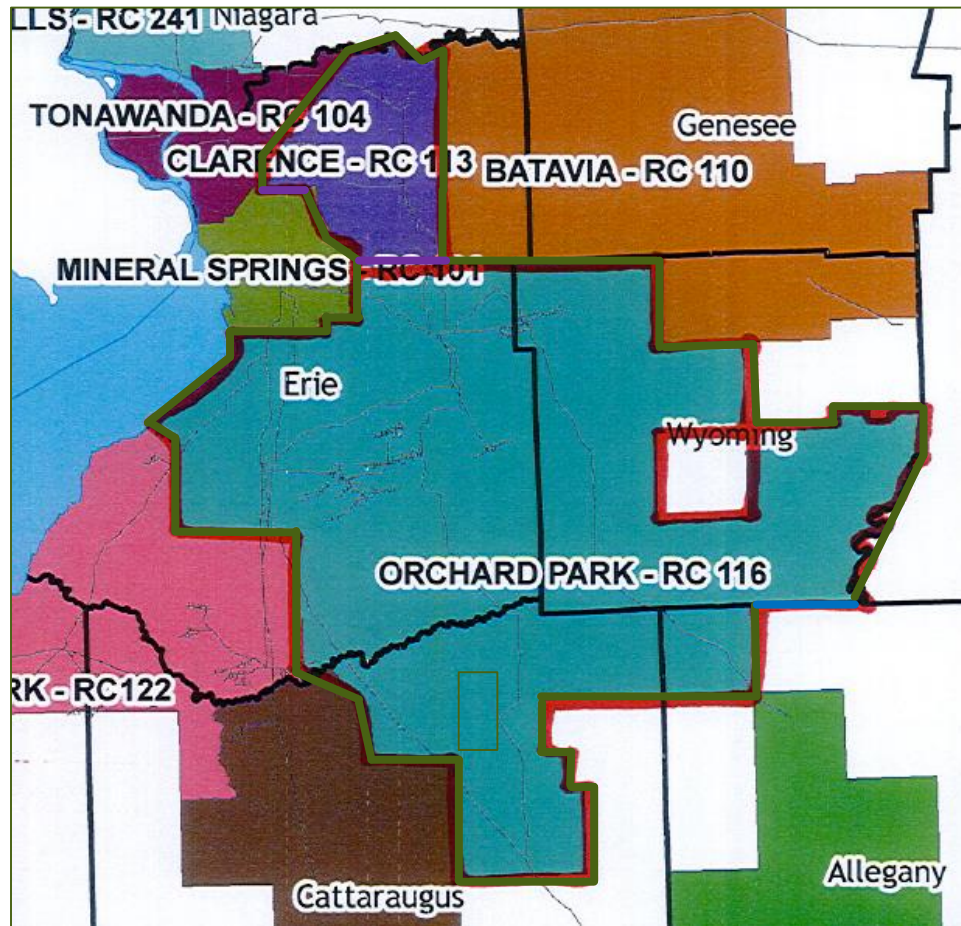 LLS - RC 241
Niagara
TONAWANDA - RC 104
Genesee
CLARENCE - RC 113
BATAVIA - RC 110
MINERAL SPRINGS - RC 101
Erie
Wyoming
ORCHARD PARK - RC 116
RK - RC122
Allegany
Cattaraugus